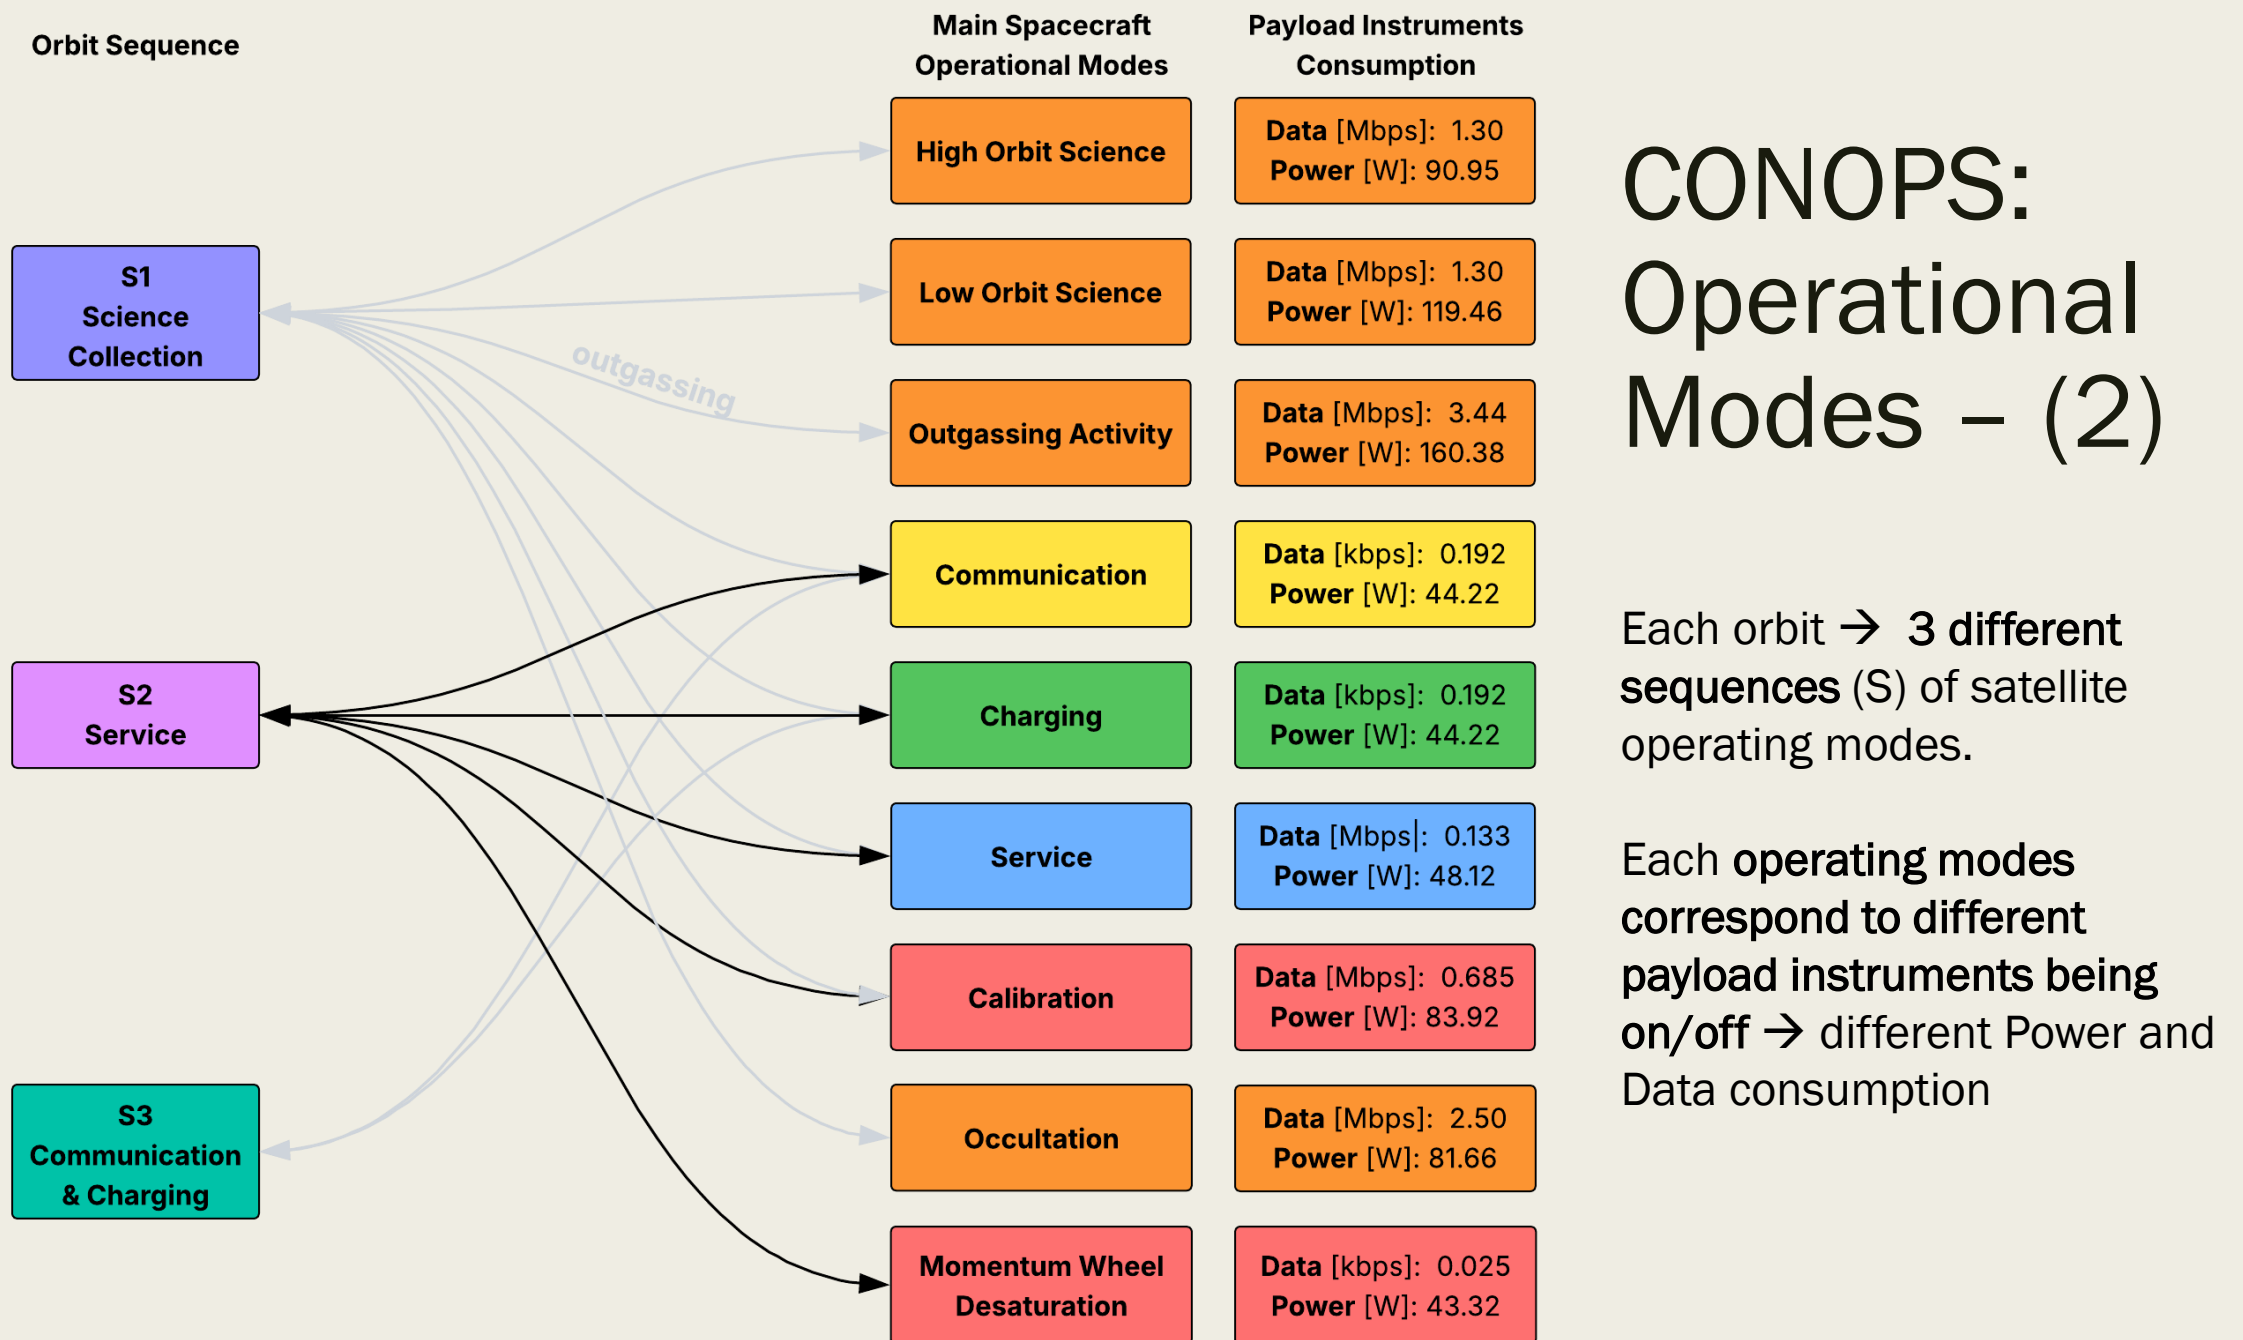 Orbit Sequence
Main Spacecraft
Operational Modes
Payload Instruments
Consumption
S1
Science
Collection
S2
Service
S3
Communication
& Charging
outgassing
High Orbit Science
Data [Mbps]: 1.30
Power [W]: 90.95
Low Orbit Science
Data [Mbps]: 1.30
Power [W]: 119.46
Outgassing Activity
Data [Mbps]: 3.44
Power [W]: 160.38
Communication
Data [kbps]: 0.192
Power [W]: 44.22
Charging
Data [kbps]: 0.192
Power [W]: 44.22
Service
Data [Mbps|: 0.133
Power [W]: 48.12
Calibration
Data [Mbps]: 0.685
Power [W]: 83.92
Occultation
Data [Mbps]: 2.50
Power [W]: 81.66
Momentum Wheel
Desaturation
Data [kbps]: 0.025
Power [W]: 43.32
CONOPS:
Operational
Modes – (2)
Each orbit → 3 different
sequences (S) of satellite
operating modes.
Each operating modes
correspond to different
payload instruments being
on/off → different Power and
Data consumption